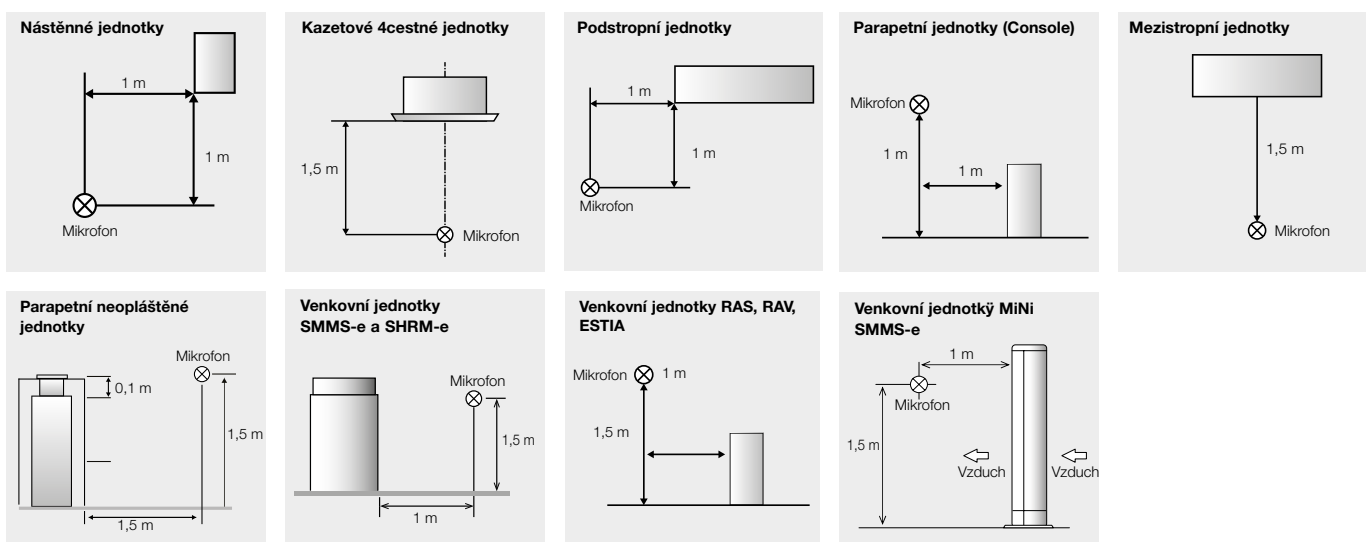 Nástěnné jednotky
1 m
1 m
Mikrofon
Kazetové 4cestné jednotky
1,5 m
Mikrofon
Podstropní jednotky
1 m
1 m
Mikrofon
Parapetní jednotky (Console)
Mikrofon
1 m
1 m
Mezistropní jednotky
1,5 m
Mikrofon
Parapetní neopláštěné
jednotky
Mikrofon
0,1 m
1,5 m
1,5 m
Venkovní jednotky
SMMS-e a SHRM-e
Mikrofon
1,5 m
1 m
Venkovní jednotky RAS, RAV,
ESTIA
Mikrofon 1 m
1,5 m
Venkovní jednotkÿ MiNi
SMMS-e
1 m
Mikrofon
1,5 m
Vzduch Vzduch